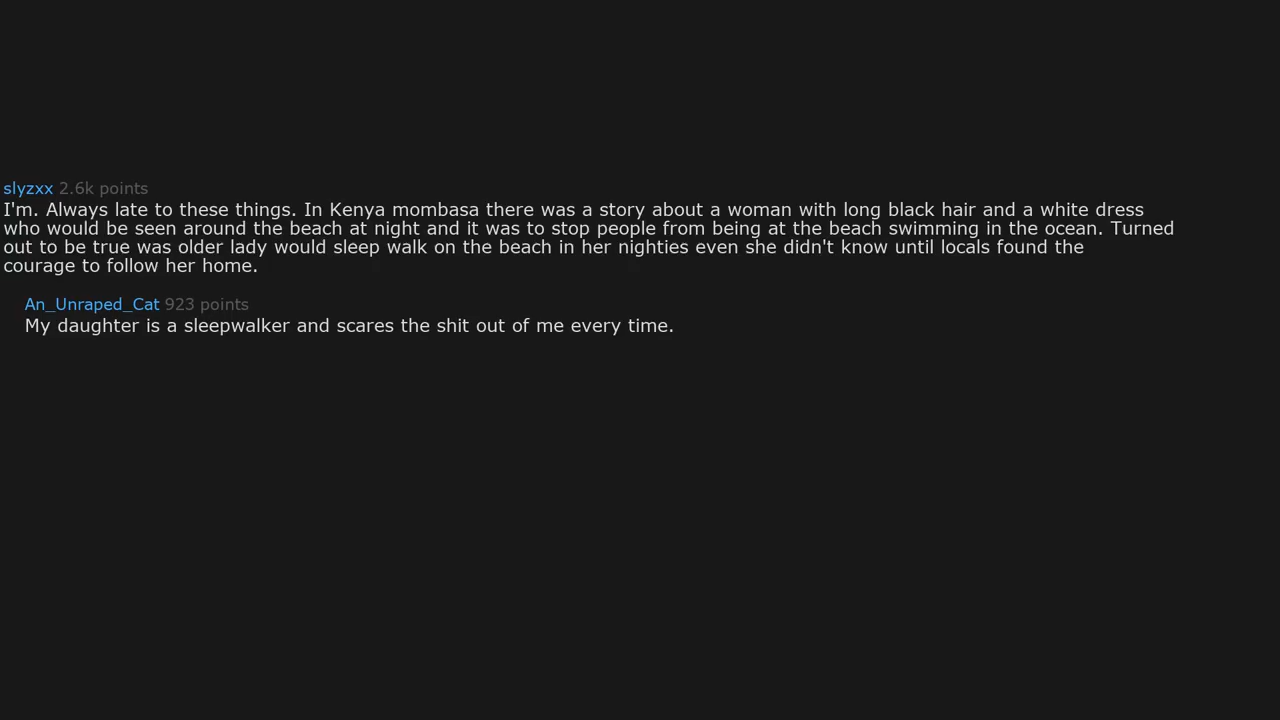 slyzxx 2.6k points
I'm. Always late to these things. In Kenya mombasa there was a story about a woman with long black hair and a white dress
who would be seen around the beach at night and it was to stop people from being at the beach swimming in the ocean. Turned
out to be true was older lady would sleep walk on the beach in her nighties even she didn't know until locals found the
courage to follow her home.
An_Unraped_Cat 923 points
My daughter is a sleepwalker and scares the shit out of me every time.